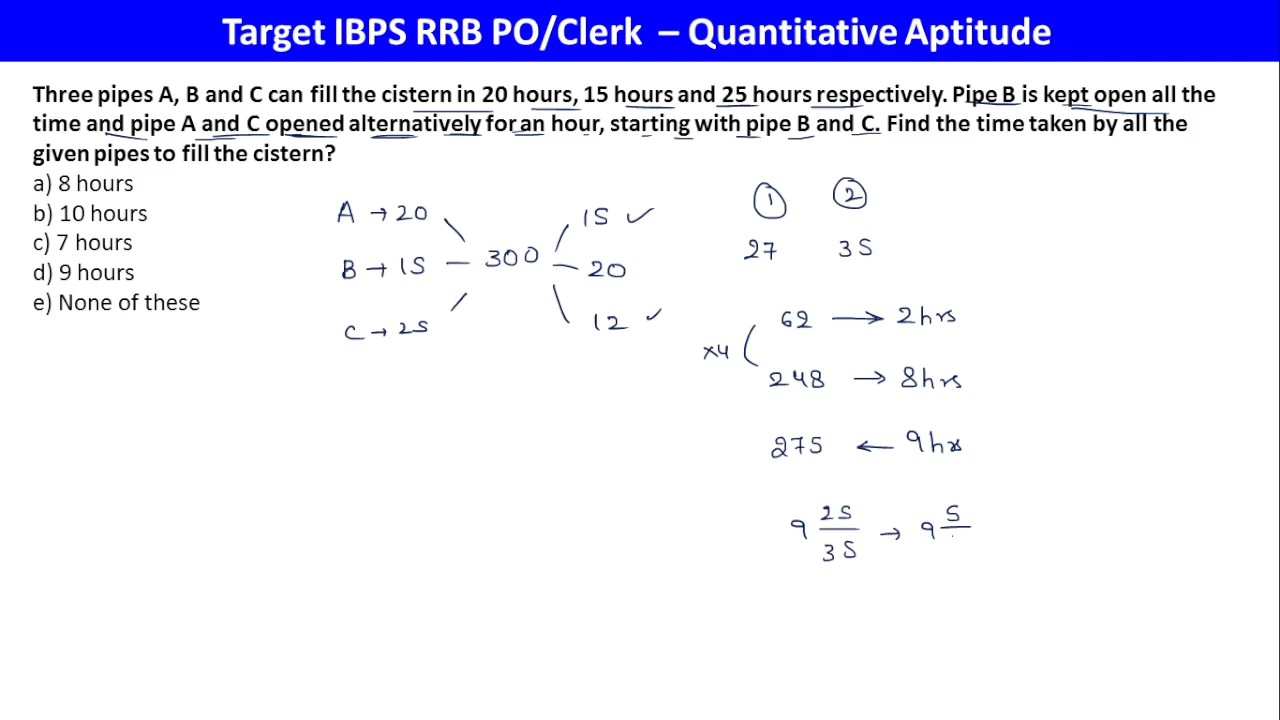 Target IBPS RRB PO/Clerk – Quantitative Aptitude
Three pipes A, B and C can fill the cistern in 20 hours, 15 hours and 25 hours respectively. Pipe B is kept open all the
time and pipe A and C opened alternatively for an hour, starting with pipe B and C. Find the time taken by all the
given pipes to fill the cistern?
a) 8 hours
b) 10 hours
c) 7 hours
d) 9 hours
e) None of these
A → 20
B → 15
C → 25
300
15 ✓
20
12 ✓
1 2
27 35
62 → 2hrs
×4
248 → 8hrs
275 ← 9hrs
9 25/35 → 9 5/